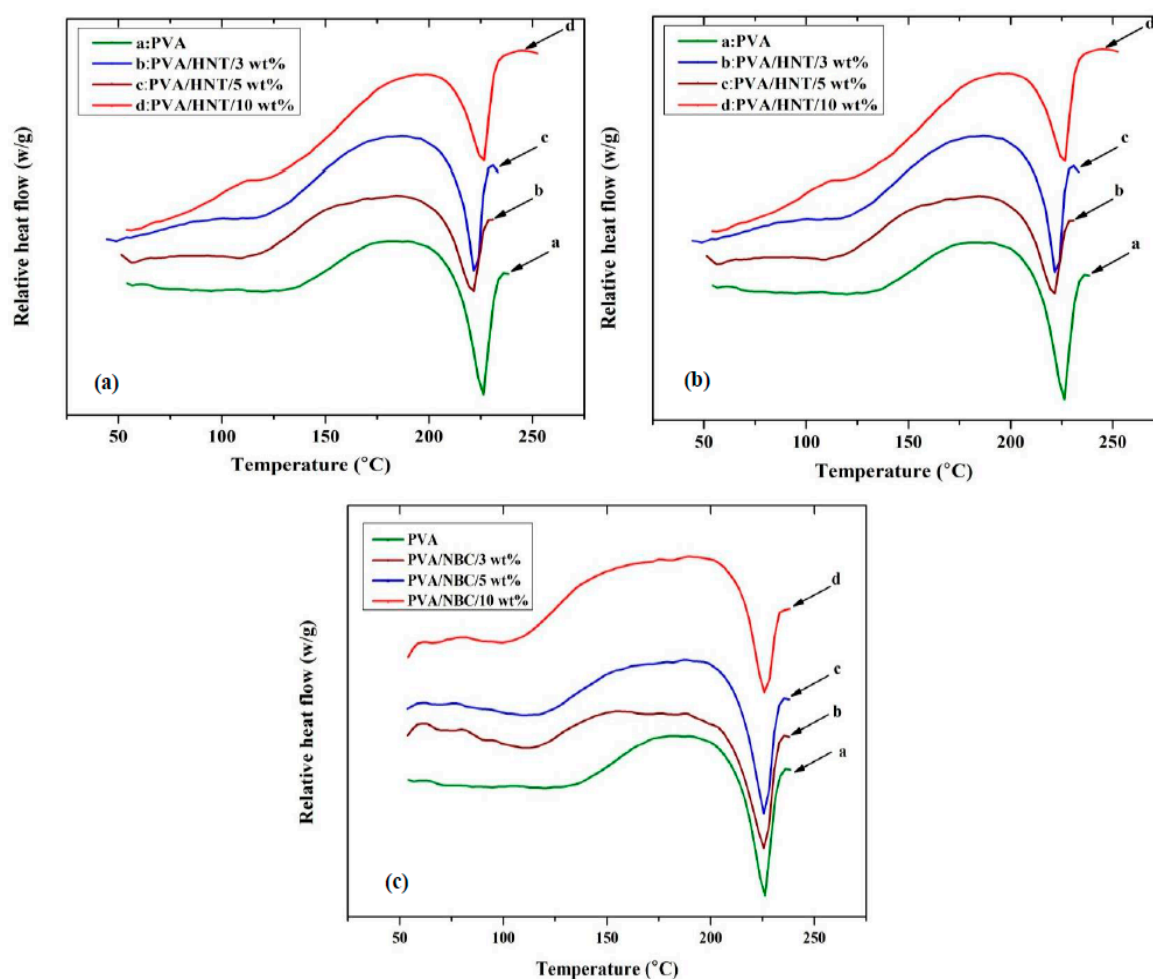 a:PVA
b:PVA/HNT/3 wt%
c:PVA/HNT/5 wt%
d:PVA/HNT/10 wt%
d
c
b
a
Relative heat flow (w/g)
(a)
50 100 150 200 250
Temperature (°C)
a:PVA
b:PVA/HNT/3 wt%
c:PVA/HNT/5 wt%
d:PVA/HNT/10 wt%
d
c
b
a
Relative heat flow (w/g)
(b)
50 100 150 200 250
Temperature (°C)
PVA
PVA/NBC/3 wt%
PVA/NBC/5 wt%
PVA/NBC/10 wt%
d
c
b
a
Relative heat flow (w/g)
(c)
50 100 150 200 250
Temperature (°C)